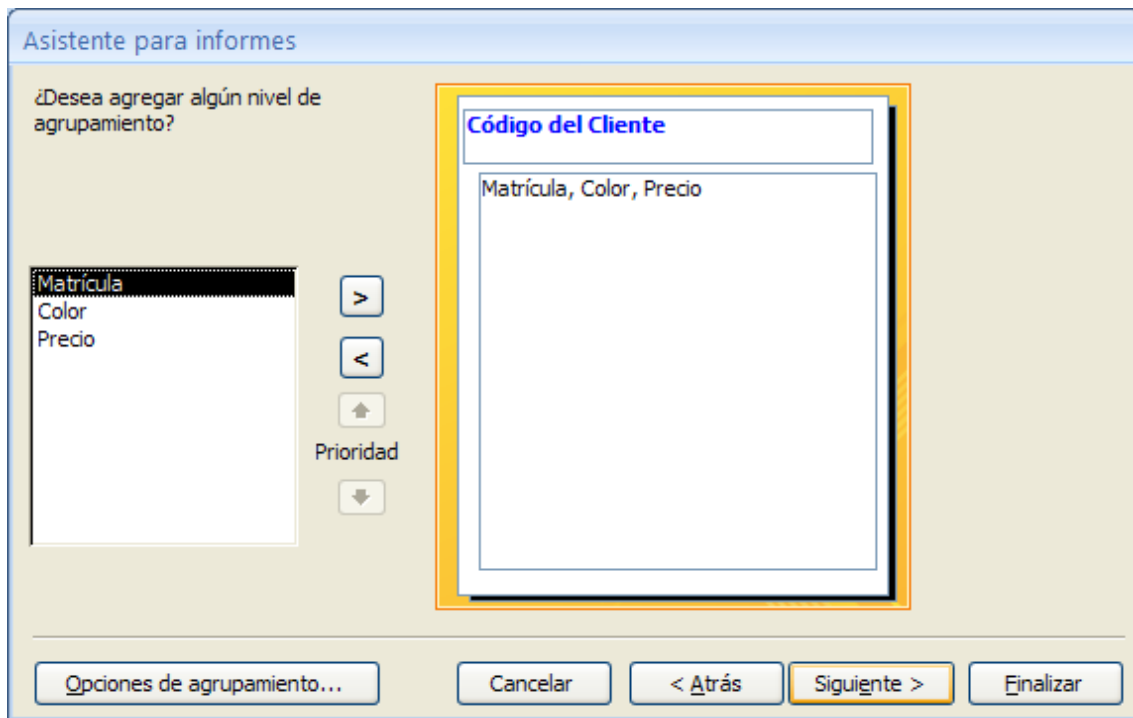 Asistente para informes
¿Desea agregar algún nivel de
agrupamiento?
Código del Cliente
Matrícula, Color, Precio
Matrícula
Color
Precio
>
<
Prioridad
Opciones de agrupamiento...
Cancelar
< Atrás
Siguiente >
Finalizar